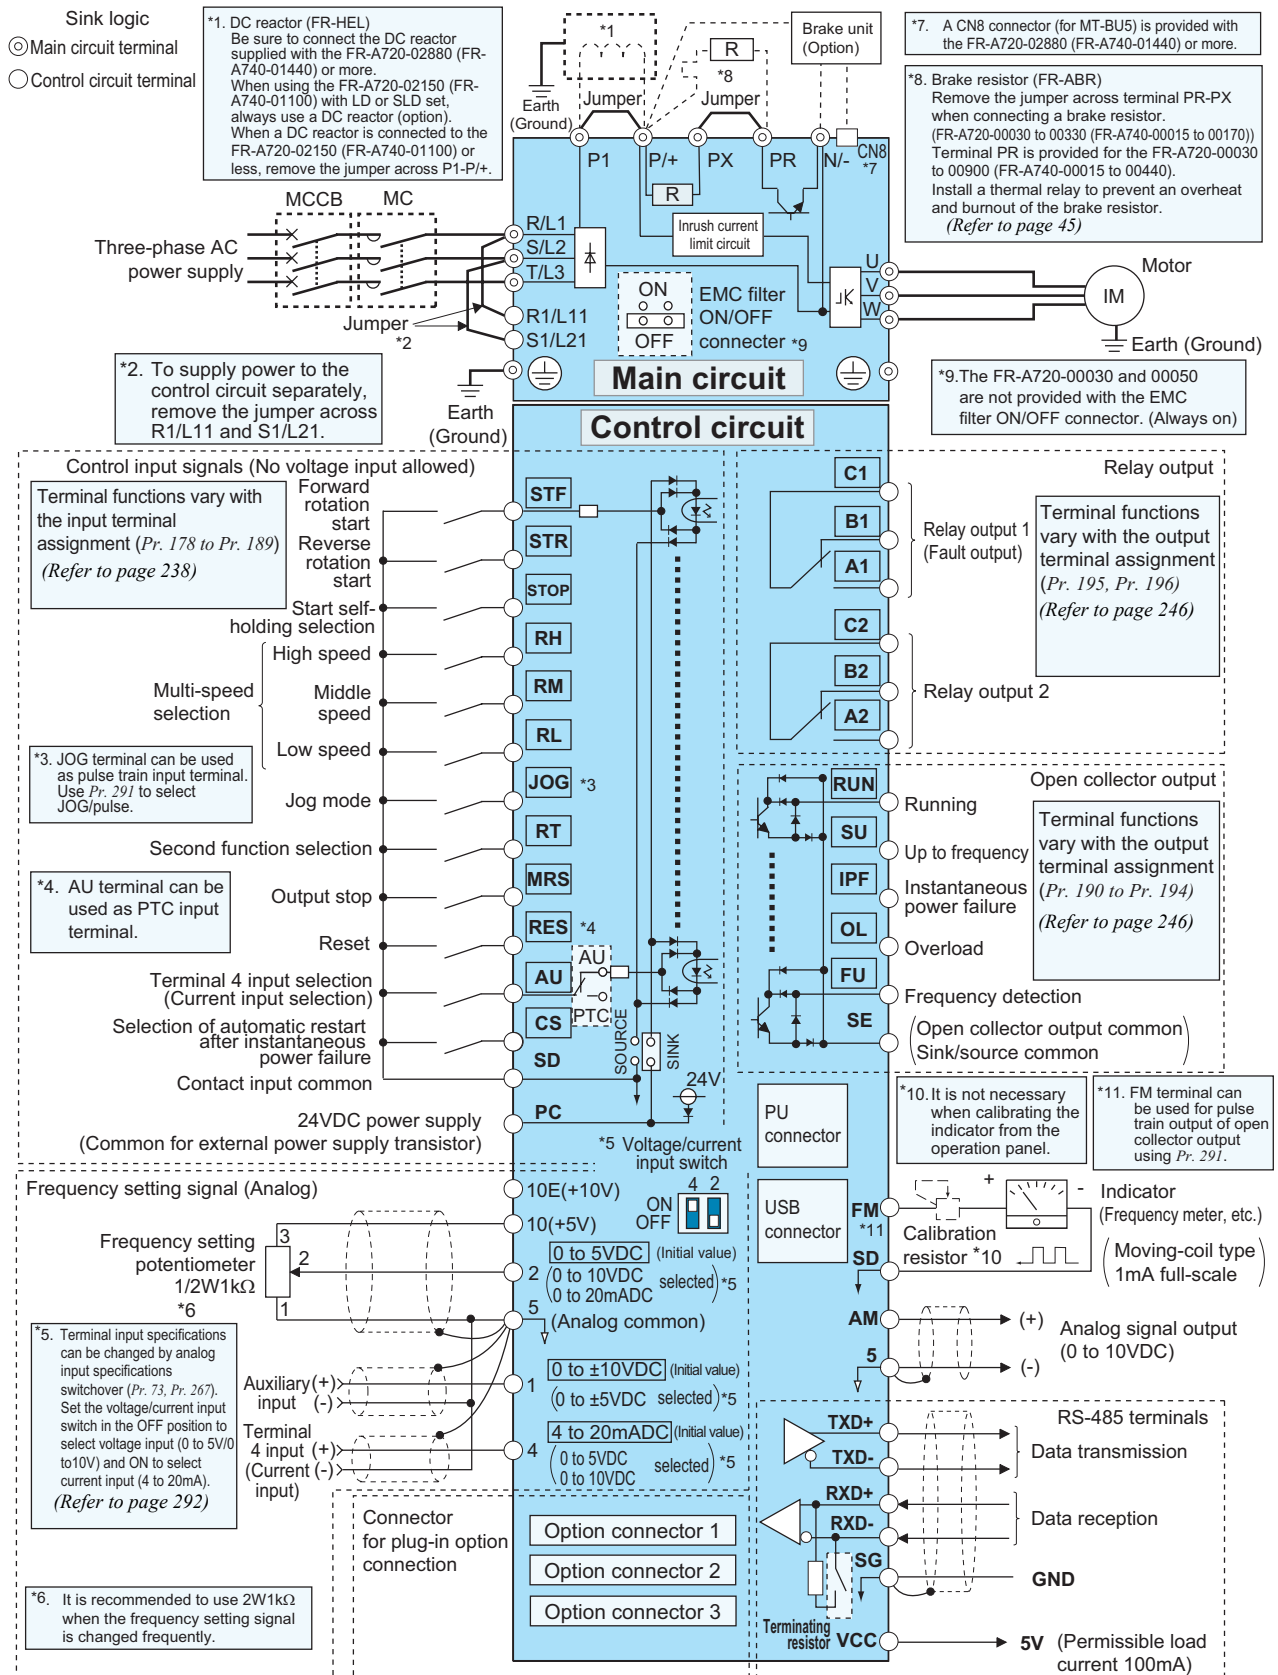 Sink logic
Main circuit terminal
Control circuit terminal
*1. DC reactor (FR-HEL)
Be sure to connect the DC reactor
supplied with the FR-A720-02880 (FR-
A740-01440) or more.
When using the FR-A720-02150 (FR-
A740-01100) with LD or SLD set,
always use a DC reactor (option).
When a DC reactor is connected to the
FR-A720-02150 (FR-A740-01100) or
less, remove the jumper across P1-P/+.
*1
Earth
(Ground)
Jumper
R
*8
Jumper
Brake unit
(Option)
*7. A CN8 connector (for MT-BU5) is provided with
the FR-A720-02880 (FR-A740-01440) or more.
*8. Brake resistor (FR-ABR)
Remove the jumper across terminal PR-PX
when connecting a brake resistor.
(FR-A720-00030 to 00330 (FR-A740-00015 to 00170))
Terminal PR is provided for the FR-A720-00030
to 00900 (FR-A740-00015 to 00440).
Install a thermal relay to prevent an overheat
and burnout of the brake resistor.
(Refer to page 45)
P1
P/+
PX
PR
N/-
CN8
*7
R
Inrush current
limit circuit
MCCB
MC
Three-phase AC
power supply
R/L1
S/L2
T/L3
R1/L11
S1/L21
Jumper
*2
ON
OFF
EMC filter
ON/OFF
connecter *9
U
V
W
Motor
IM
Earth (Ground)
*2. To supply power to the
control circuit separately,
remove the jumper across
R1/L11 and S1/L21.
Earth
(Ground)
Main circuit
*9.The FR-A720-00030 and 00050
are not provided with the EMC
filter ON/OFF connector. (Always on)
Control circuit
Control input signals (No voltage input allowed)
Terminal functions vary with
the input terminal
assignment (Pr. 178 to Pr. 189)
(Refer to page 238)
Forward
rotation
start
STF
Reverse
rotation
start
STR
Start self-
holding selection
STOP
Multi-speed
selection
High speed
RH
Middle
speed
RM
Low speed
RL
*3. JOG terminal can be used
as pulse train input terminal.
Use Pr. 291 to select
JOG/pulse.
Jog mode
JOG *3
Second function selection
RT
*4. AU terminal can be
used as PTC input
terminal.
Output stop
MRS
Reset
RES *4
Terminal 4 input selection
(Current input selection)
AU
AU
PTC
Selection of automatic restart
after instantaneous
power failure
CS
SOURCE
SINK
Contact input common
SD
24VDC power supply
(Common for external power supply transistor)
PC
24V
Relay output
C1
B1
A1
Relay output 1
(Fault output)
Terminal functions
vary with the output
terminal assignment
(Pr. 195, Pr. 196)
(Refer to page 246)
C2
B2
A2
Relay output 2
Open collector output
RUN
Running
SU
Up to frequency
IPF
Instantaneous
power failure
OL
Overload
FU
Frequency detection
SE
(Open collector output common)
Sink/source common
Terminal functions
vary with the output
terminal assignment
(Pr. 190 to Pr. 194)
(Refer to page 246)
PU
connector
USB
connector
*10. It is not necessary
when calibrating the
indicator from the
operation panel.
*11. FM terminal can
be used for pulse
train output of open
collector output
using Pr. 291.
*5 Voltage/current
input switch
4 2
ON
OFF
Frequency setting signal (Analog)
10E(+10V)
10(+5V)
Frequency setting
potentiometer
1/2W1kΩ
*6
3
2
1
2
0 to 5VDC (Initial value)
(0 to 10VDC
0 to 20mADC selected) *5
5
(Analog common)
*5. Terminal input specifications
can be changed by analog
input specifications
switchover (Pr. 73, Pr. 267).
Set the voltage/current input
switch in the OFF position to
select voltage input (0 to 5V/0
to10V) and ON to select
current input (4 to 20mA).
(Refer to page 292)
Auxiliary (+)
input (-)
1
0 to ±10VDC (Initial value)
(0 to ±5VDC selected) *5
Terminal
4 input (+)
(Current (-)
input)
4
4 to 20mADC (Initial value)
(0 to 5VDC
0 to 10VDC selected) *5
FM
*11
SD
+
-
Calibration
resistor *10
Indicator
(Frequency meter, etc.)
(Moving-coil type
1mA full-scale)
AM
5
(+)
(-)
Analog signal output
(0 to 10VDC)
RS-485 terminals
TXD+
TXD-
Data transmission
RXD+
RXD-
Data reception
SG
GND
Terminating
resistor
VCC
5V (Permissible load
current 100mA)
Connector
for plug-in option
connection
Option connector 1
Option connector 2
Option connector 3
*6. It is recommended to use 2W1kΩ
when the frequency setting signal
is changed frequently.